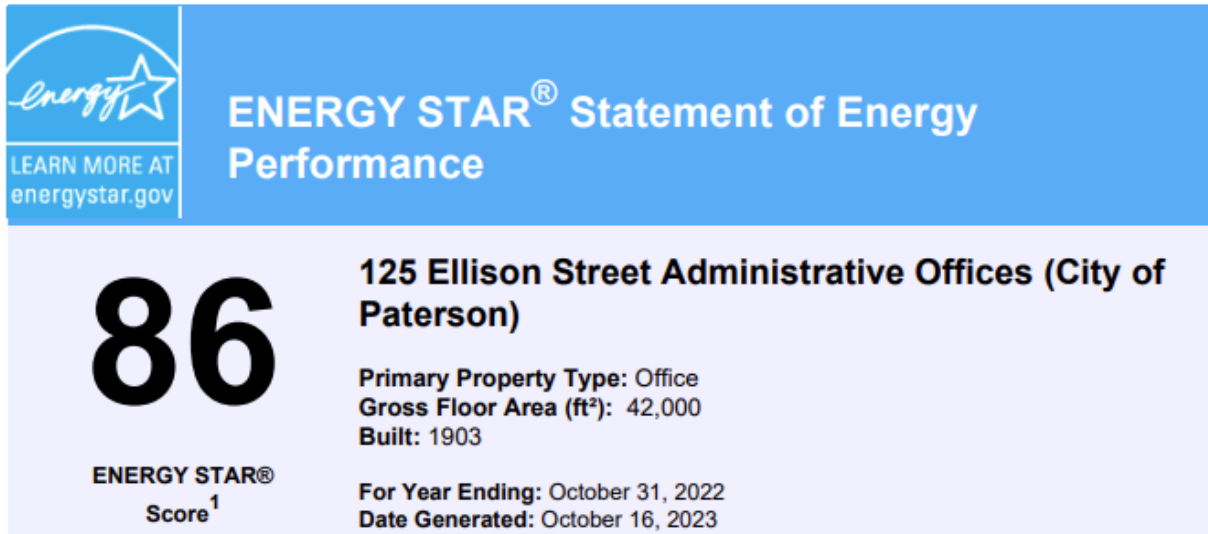 energy
LEARN MORE AT
energystar.gov
ENERGY STAR® Statement of Energy
Performance
86
ENERGY STAR®
Score¹
125 Ellison Street Administrative Offices (City of
Paterson)
Primary Property Type: Office
Gross Floor Area (ft²): 42,000
Built: 1903
For Year Ending: October 31, 2022
Date Generated: October 16, 2023